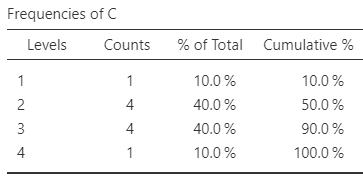 Frequencies of C
Levels Counts % of Total Cumulative %
1 1 10.0 % 10.0 %
2 4 40.0 % 50.0 %
3 4 40.0 % 90.0 %
4 1 10.0 % 100.0 %